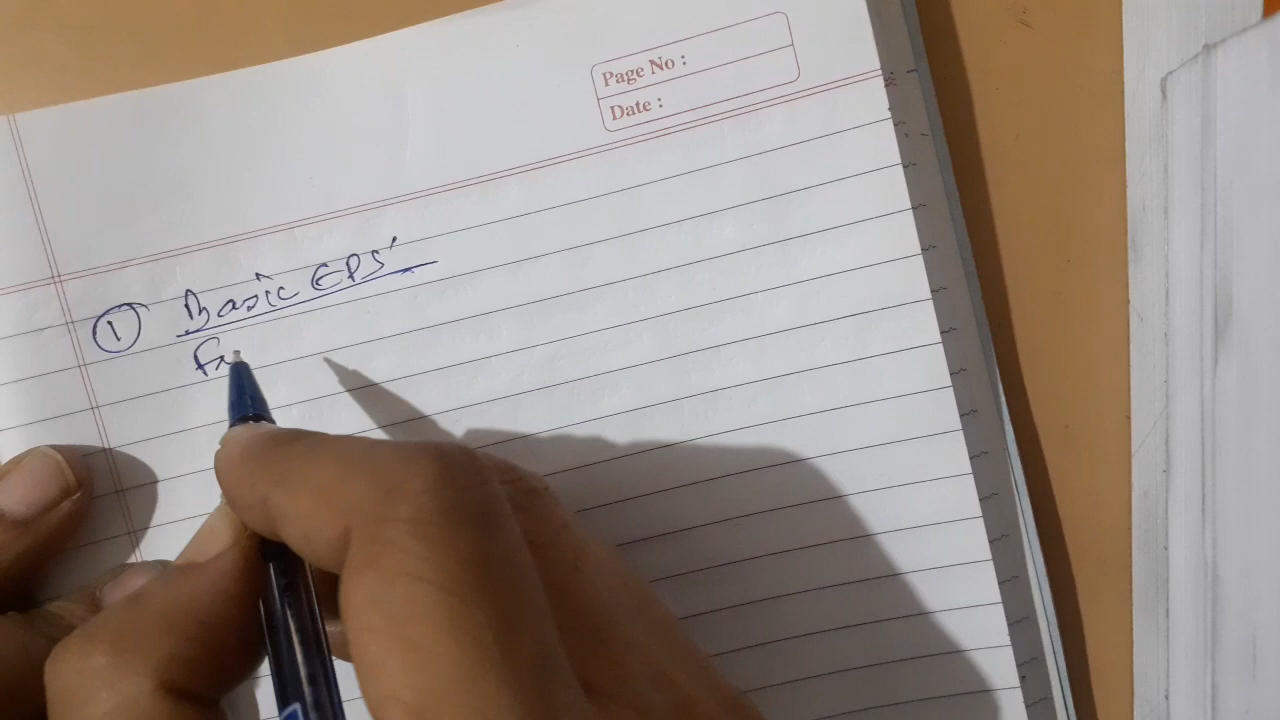 Page No :
Date :
① Basic EPS'